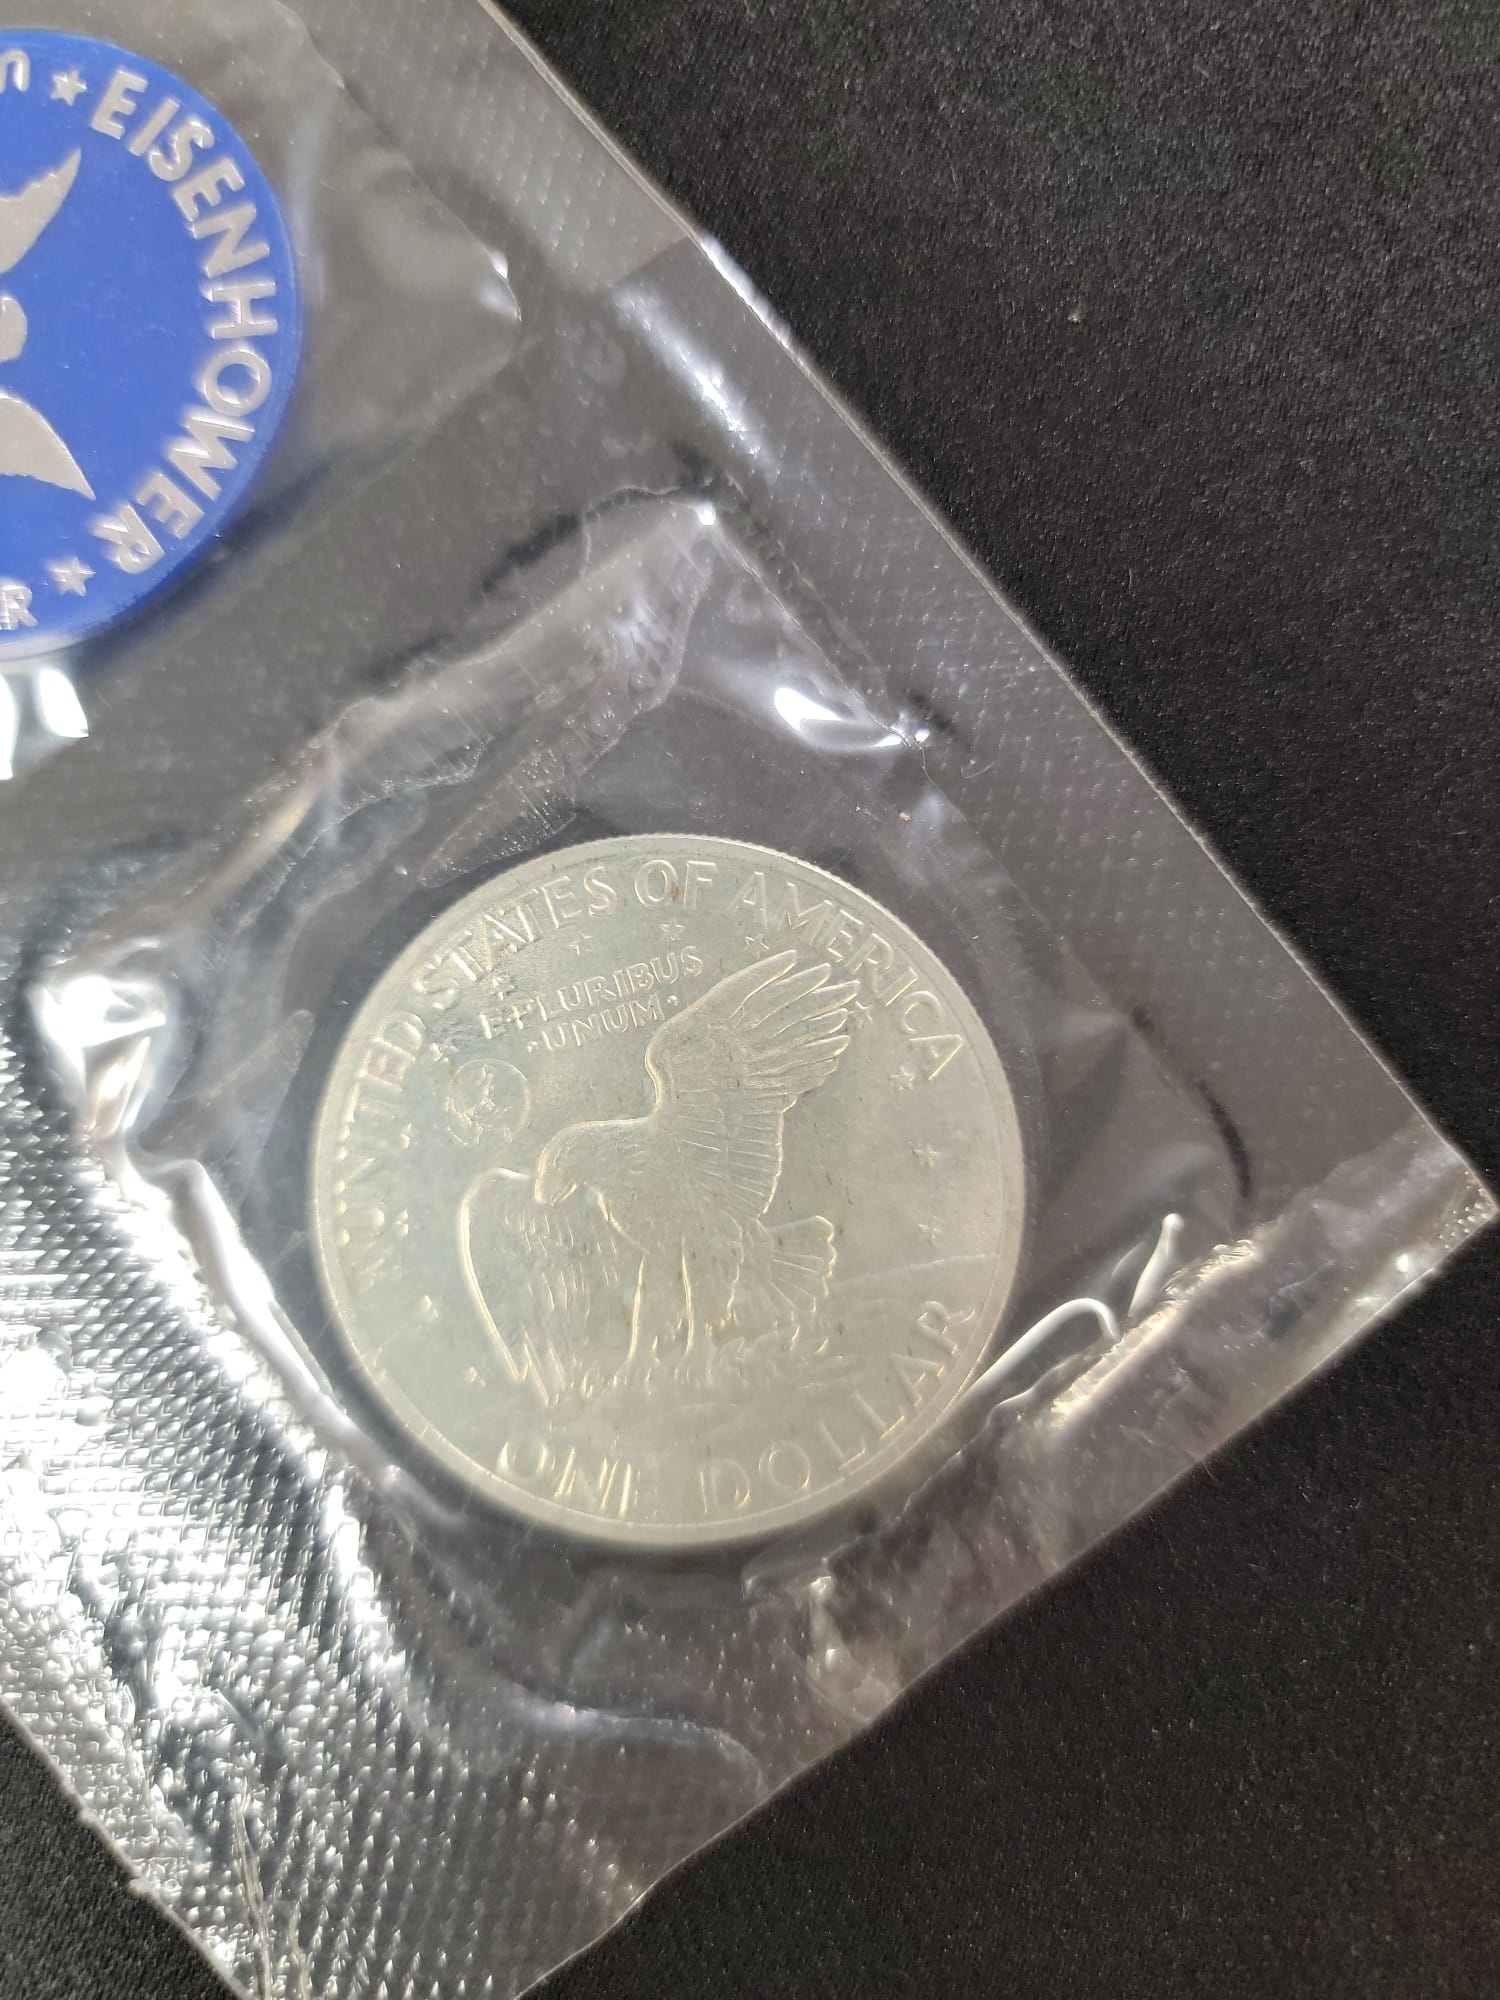 S ★ EISENHOWER ★
R
UNITED STATES OF AMERICA
E PLURIBUS
·UNUM·
ONE DOLLAR